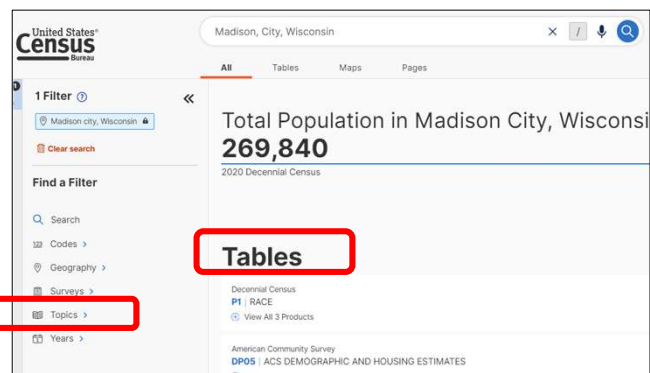 United States®
Census
Bureau
Madison, City, Wisconsin
/
All Tables Maps Pages
1 Filter ?
Madison city, Wisconsin
Clear search
Find a Filter
Search
123 Codes >
Geography >
Surveys >
Topics >
Years >
Total Population in Madison City, Wisconsi
269,840
2020 Decennial Census
Tables
Decennial Census
P1 | RACE
View All 3 Products
American Community Survey
DP05 | ACS DEMOGRAPHIC AND HOUSING ESTIMATES